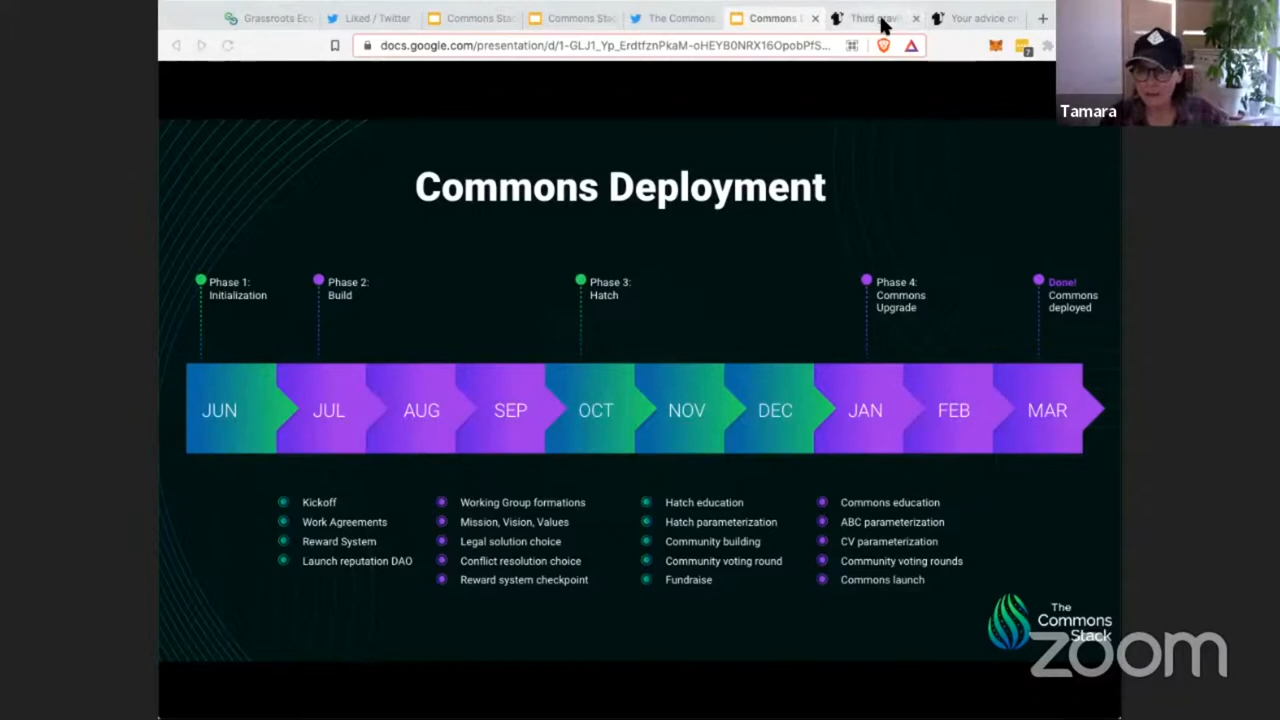 Grassroots Eco
Liked / Twitter
Commons Stac
Commons Stac
The Commons
Commons D
Third grav
Your advice on
docs.google.com/presentation/d/1-GLJ1_Yp_ErdtfznPkaM-oHEYB0NRX16OpobPfS...
7
Tamara
Commons Deployment
Phase 1:
Initialization
Phase 2:
Build
Phase 3:
Hatch
Phase 4:
Commons
Upgrade
Done!
Commons
deployed
JUN
JUL
AUG
SEP
OCT
NOV
DEC
JAN
FEB
MAR
Kickoff
Work Agreements
Reward System
Launch reputation DAO
Working Group formations
Mission, Vision, Values
Legal solution choice
Conflict resolution choice
Reward system checkpoint
Hatch education
Hatch parameterization
Community building
Community voting round
Fundraise
Commons education
ABC parameterization
CV parameterization
Community voting rounds
Commons launch
The
Commons
Stack
zoom